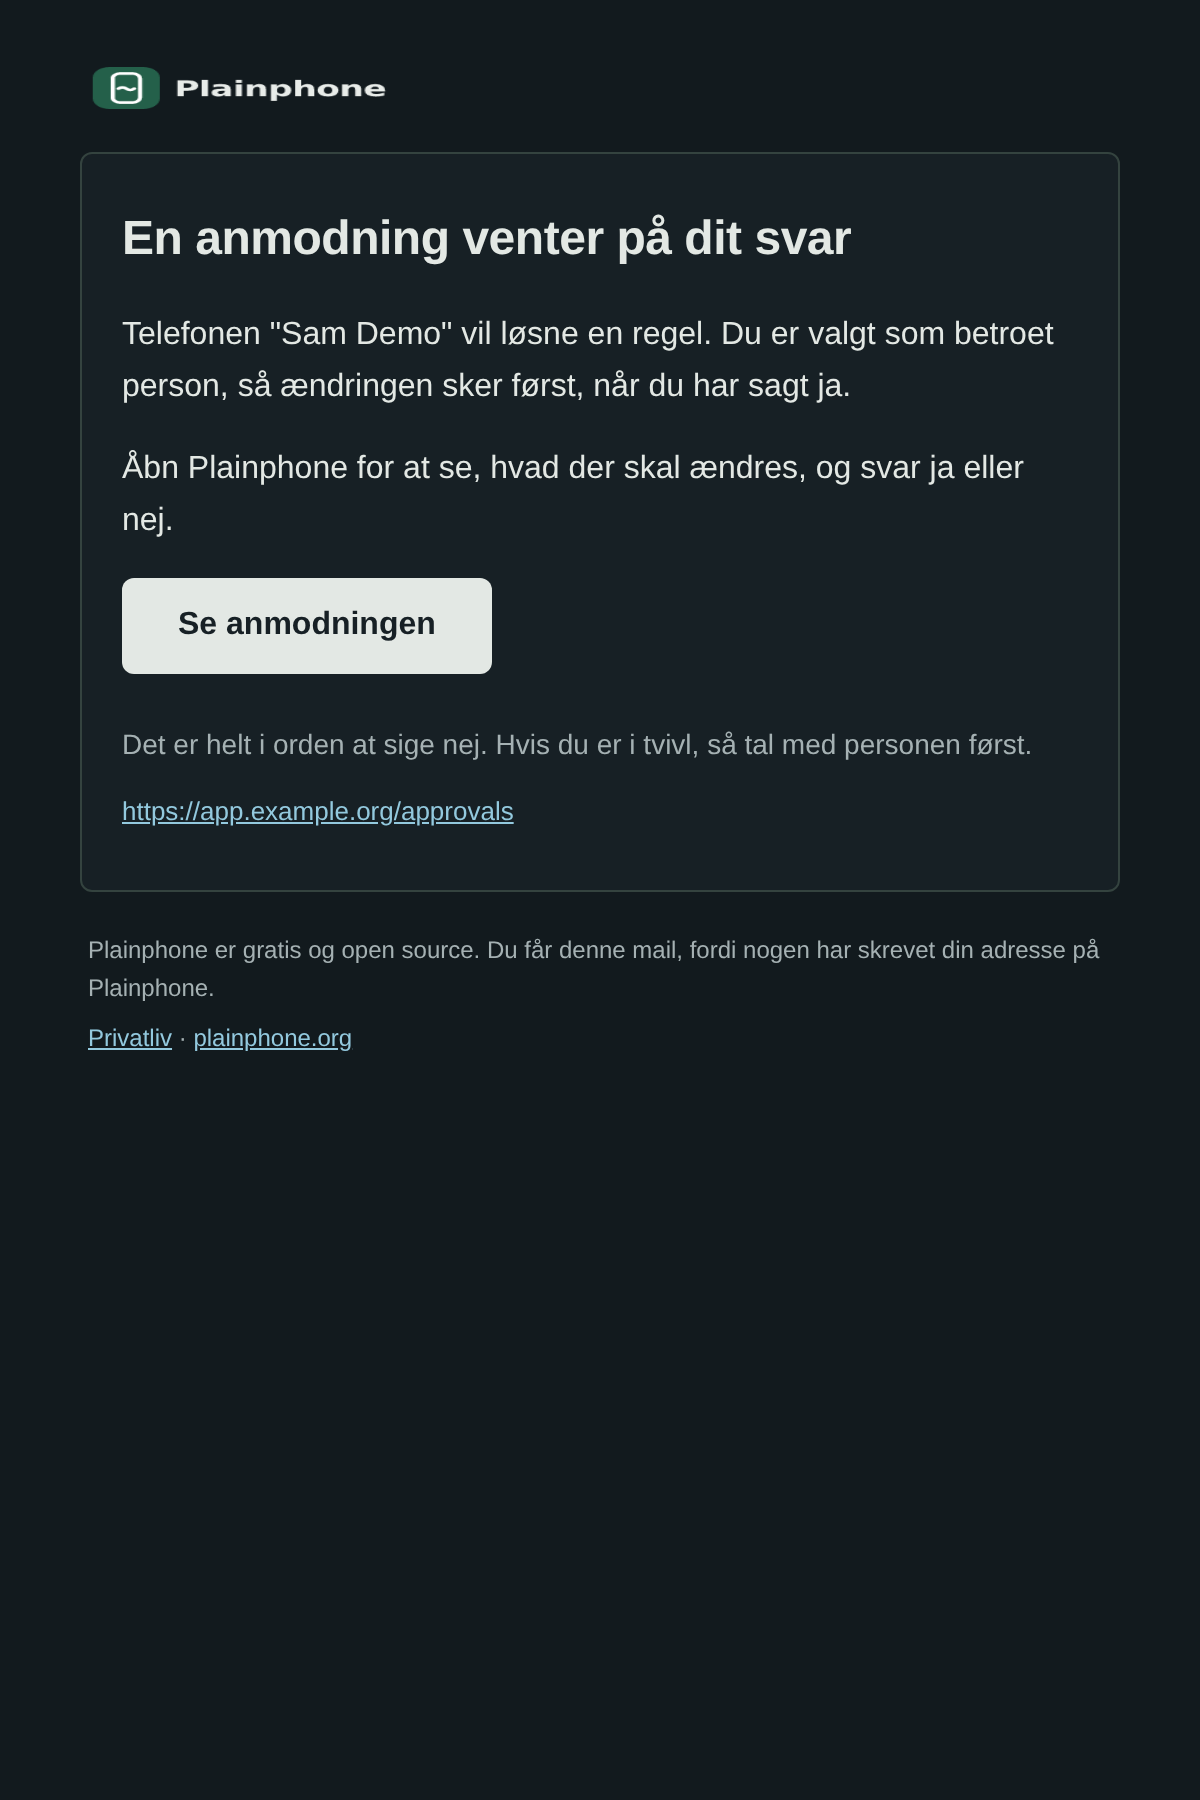 Plainphone
En anmodning venter på dit svar
Telefonen "Sam Demo" vil løsne en regel. Du er valgt som betroet
person, så ændringen sker først, når du har sagt ja.
Åbn Plainphone for at se, hvad der skal ændres, og svar ja eller
nej.
Se anmodningen
Det er helt i orden at sige nej. Hvis du er i tvivl, så tal med personen først.
https://app.example.org/approvals
Plainphone er gratis og open source. Du får denne mail, fordi nogen har skrevet din adresse på
Plainphone.
Privatliv · plainphone.org